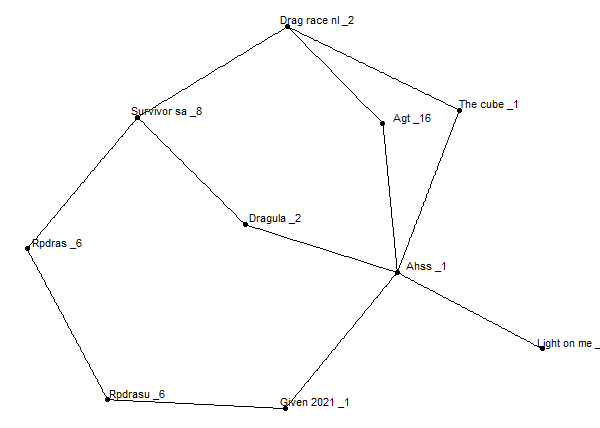 Drag race nl _2
The cube _1
Survivor sa _8
Agt _16
Dragula _2
Rpdras _6
Ahss _1
Light on me _
Rpdrasu _6
Given 2021 _1